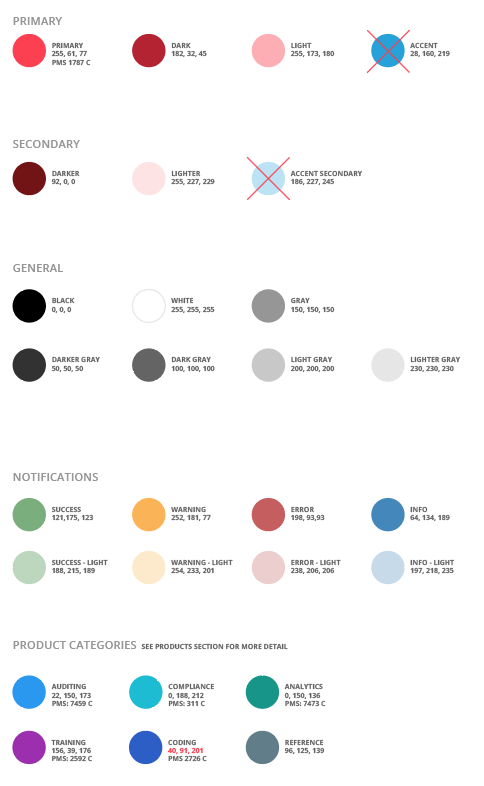 PRIMARY
PRIMARY
255, 61, 77
PMS 1787 C
DARK
182, 32, 45
LIGHT
255, 173, 180
ACCENT
28, 160, 219
SECONDARY
DARKER
92, 0, 0
LIGHTER
255, 227, 229
ACCENT SECONDARY
186, 227, 245
GENERAL
BLACK
0, 0, 0
WHITE
255, 255, 255
GRAY
150, 150, 150
DARKER GRAY
50, 50, 50
DARK GRAY
100, 100, 100
LIGHT GRAY
200, 200, 200
LIGHTER GRAY
230, 230, 230
NOTIFICATIONS
SUCCESS
121,175, 123
WARNING
252, 181, 77
ERROR
198, 93,93
INFO
64, 134, 189
SUCCESS - LIGHT
188, 215, 189
WARNING - LIGHT
254, 233, 201
ERROR - LIGHT
238, 206, 206
INFO - LIGHT
197, 218, 235
PRODUCT CATEGORIES SEE PRODUCTS SECTION FOR MORE DETAIL
AUDITING
22, 150, 173
PMS: 7459 C
COMPLIANCE
0, 188, 212
PMS: 311 C
ANALYTICS
0, 150, 136
PMS: 7473 C
TRAINING
156, 39, 176
PMS: 2592 C
CODING
40, 91, 201
PMS 2726 C
REFERENCE
96, 125, 139